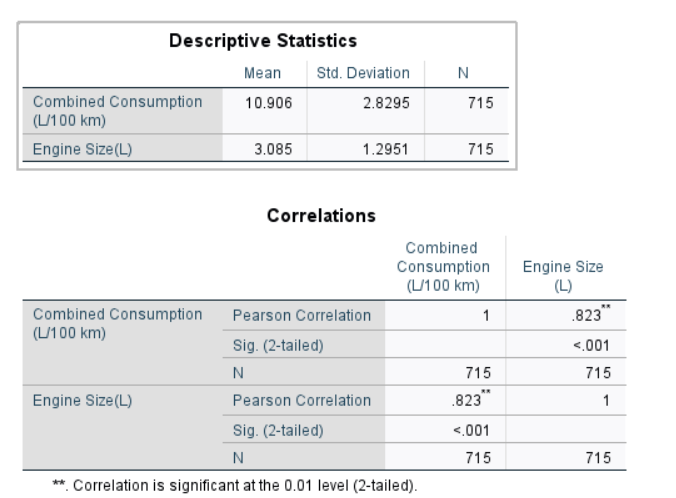 Descriptive Statistics
Mean Std. Deviation N
Combined Consumption (L/100 km) 10.906 2.8295 715
Engine Size(L) 3.085 1.2951 715
Correlations
Combined Consumption (L/100 km) Engine Size (L)
Combined Consumption (L/100 km) Pearson Correlation 1 .823**
Sig. (2-tailed) <.001
N 715 715
Engine Size(L) Pearson Correlation .823** 1
Sig. (2-tailed) <.001
N 715 715
**. Correlation is significant at the 0.01 level (2-tailed).